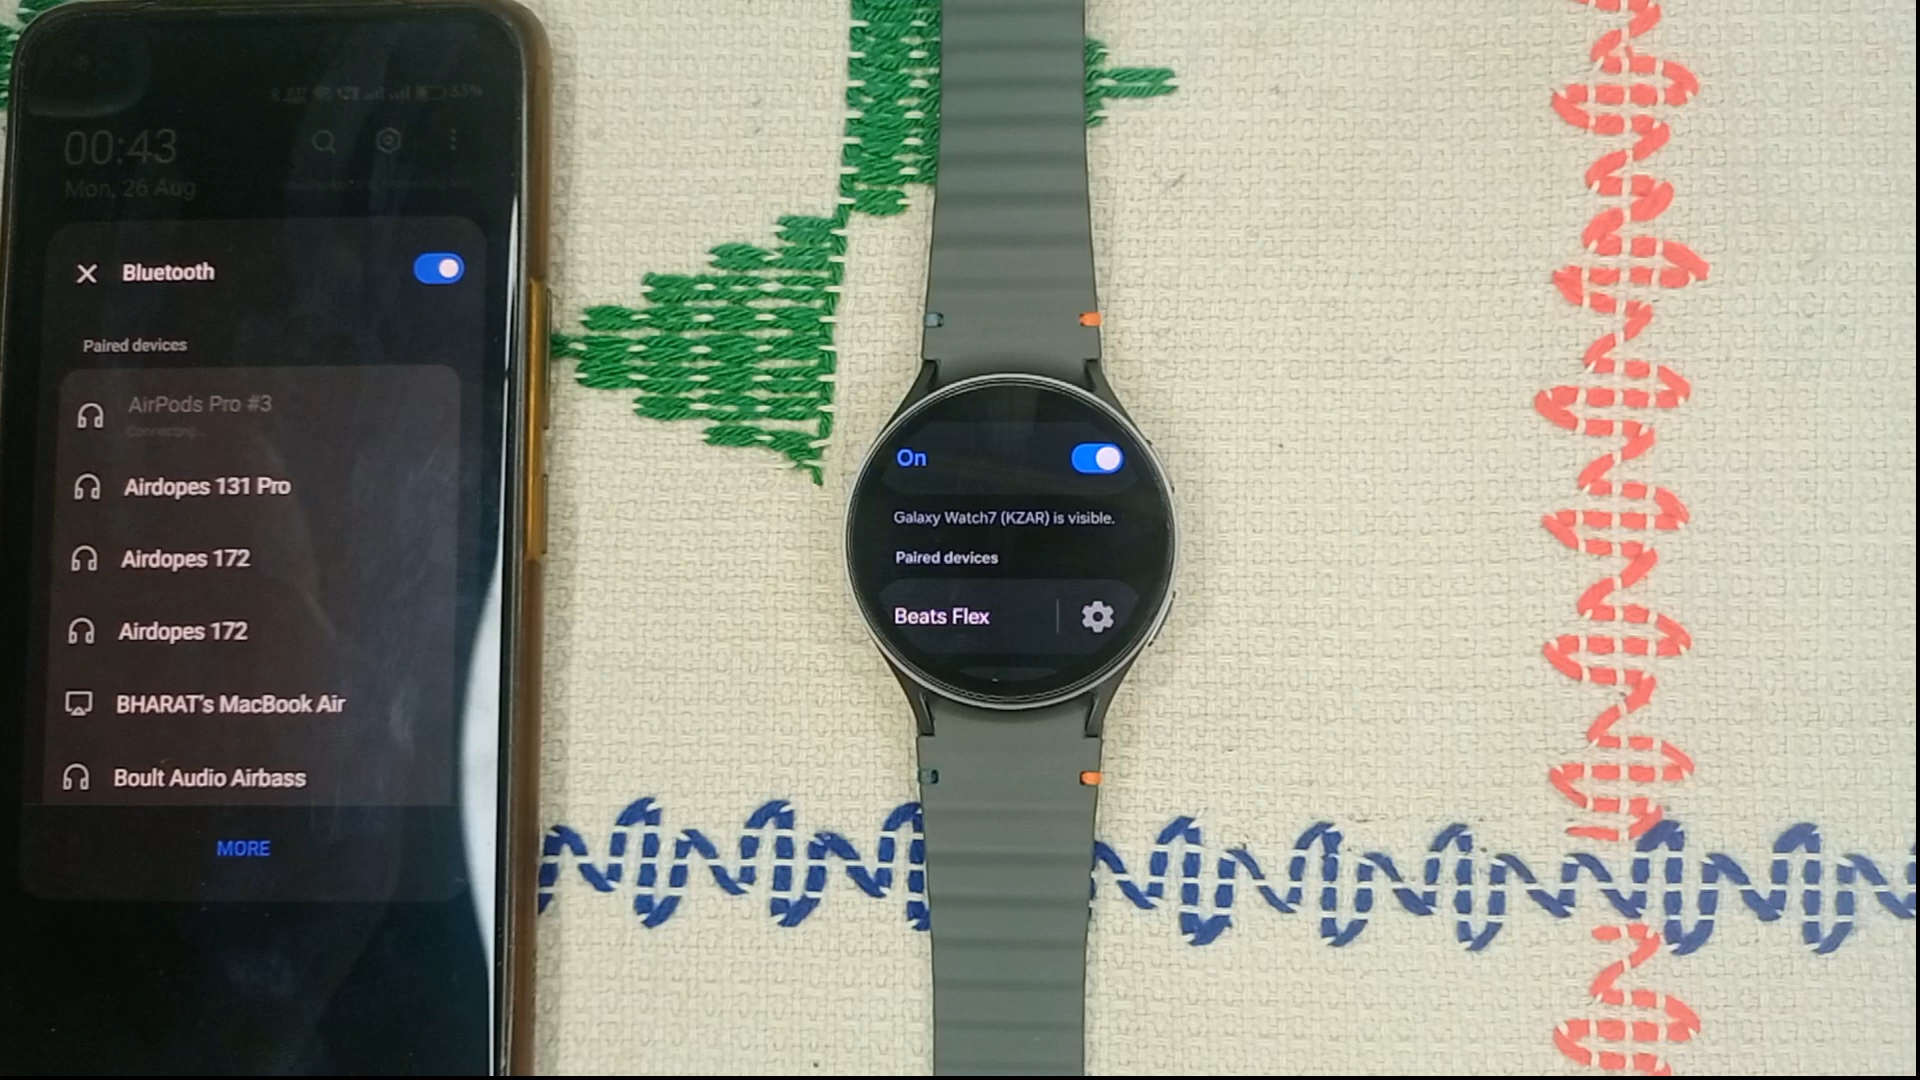 00:43
Mon, 26 Aug
Bluetooth
Paired devices
AirPods Pro #3
Connecting...
Airdopes 131 Pro
Airdopes 172
Airdopes 172
BHARAT's MacBook Air
Boult Audio Airbass
MORE
On
Galaxy Watch7 (KZAR) is visible.
Paired devices
Beats Flex